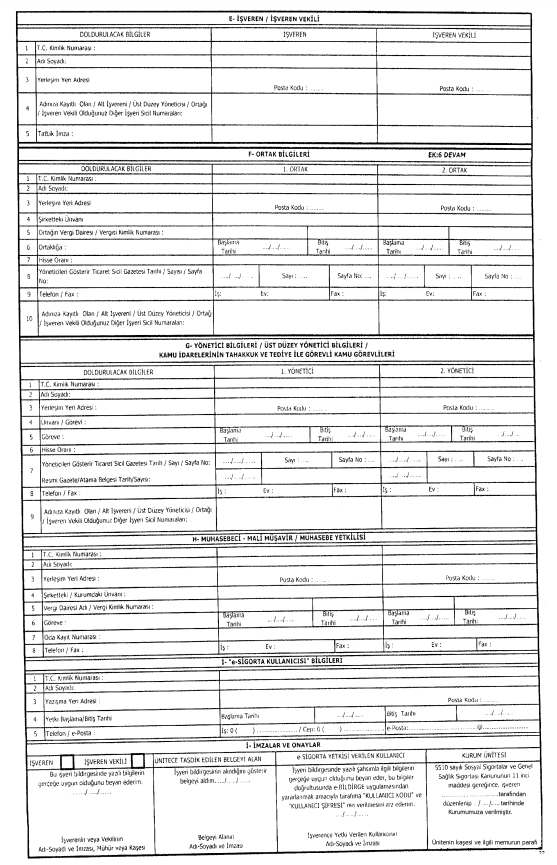 E- İŞVEREN / İŞVEREN VEKİLİ
DOLDURULACAK BİLGİLER İŞVEREN İŞVEREN VEKİLİ
1 T.C. Kimlik Numarası :
2 Adı Soyadı:
3 Yerleşim Yeri Adresi Posta Kodu : ...... Posta Kodu : ......
4 Adınıza Kayıtlı Olan / Alt İşvereni / Üst Düzey Yöneticisi / Ortağı
/ İşveren Vekili Olduğunuz Diğer İşyeri Sicil Numaraları:
5 Tatbik İmza :
F- ORTAK BİLGİLERİ EK:6 DEVAM
DOLDURULACAK BİLGİLER 1. ORTAK 2. ORTAK
1 T.C. Kimlik Numarası :
2 Adı Soyadı:
3 Yerleşim Yeri Adresi Posta Kodu : ...... Posta Kodu : ......
4 Şirketteki Ünvanı
5 Ortağın Vergi Dairesi / Vergisi Kimlik Numarası :
6 Ortaklığa : Başlama Tarihi .../.../...... Bitiş Tarihi .../.../...... Başlama Tarihi .../.../...... Bitiş Tarihi .../.../......
7 Hisse Oranı :
8 Yöneticileri Gösterir Ticaret Sicil Gazetesi Tarihi / Sayısı / Sayfa
No: .../.../...... Sayı : ...... Sayfa No: .... .../.../...... Sayı : ...... Sayfa No : ....
9 Telefon / Fax : İş: Ev: Fax : İş: Ev: Fax :
10 Adınıza Kayıtlı Olan / Alt İşvereni / Üst Düzey Yöneticisi / Ortağı
/ İşveren Vekili Olduğunuz Diğer İşyeri Sicil Numaraları:
G- YÖNETİCİ BİLGİLERİ / ÜST DÜZEY YÖNETİCİ BİLGİLERİ /
KAMU İDARELERİNİN TAHAKKUK VE TEDİYE İLE GÖREVLİ KAMU GÖREVLİLERİ
DOLDURULACAK BİLGİLER 1. YÖNETİCİ 2. YÖNETİCİ
1 T.C. Kimlik Numarası :
2 Adı Soyadı:
3 Yerleşim Yeri Adresi : Posta Kodu : ...... Posta Kodu : ......
4 Ünvanı / Görevi :
5 Göreve : Başlama Tarihi .../.../...... Bitiş Tarihi .../.../...... Başlama Tarihi .../.../...... Bitiş Tarihi .../.../......
6 Hisse Oranı :
7 Yöneticileri Gösterir Ticaret Sicil Gazetesi Tarih / Sayı / Sayfa No: .../.../...... Sayı : ..... Sayfa No : ... .../.../...... Sayı : ..... Sayfa No : ...
Resmi Gazete/Atama Belgesi Tarih/Sayısı: .../.../...... .../.../......
8 Telefon / Fax : İş : Ev : Fax : İş : Ev : Fax :
9 Adınıza Kayıtlı Olan / Alt İşvereni / Üst Düzey Yöneticisi / Ortağı
/ İşveren Vekili Olduğunuz Diğer İşyeri Sicil Numaraları:
H- MUHASEBECİ - MALİ MÜŞAVİR / MUHASEBE YETKİLİSİ
1 T.C. Kimlik Numarası :
2 Adı Soyadı:
3 Yerleşim Yeri Adresi : Posta Kodu : ...... Posta Kodu : ......
4 Şirketteki / Kurumdaki Ünvanı :
5 Vergi Dairesi Adı / Vergi Kimlik Numarası :
6 Göreve : Başlama Tarihi .../.../...... Bitiş Tarihi .../.../...... Başlama Tarihi .../.../...... Bitiş Tarihi .../.../......
7 Oda Kayıt Numarası :
8 Telefon / Fax : İş : Ev : Fax : İş : Ev : Fax :
I- "e-SİGORTA KULLANICISI" BİLGİLERİ
1 T.C. Kimlik Numarası :
2 Adı Soyadı:
3 Yazışma Yeri Adresi : Posta Kodu : ......
4 Yetki Başlama/Bitiş Tarihi Başlama Tarihi .../.../...... Bitiş Tarihi .../.../......
5 Telefon / e-Posta : İş: 0 ( ) .................. / Cep: 0 ( ) .................. e-Posta:..................@..................
İ- İMZALAR VE ONAYLAR
İŞVEREN İŞVEREN VEKİLİ
Bu işyeri bildirgesinde yazılı bilgilerin
gerçeğe uygun olduğunu beyan ederim.
.../.../......
İşverenli veya Vekilinin
Adı-Soyadı ve İmzası, Mühür veya Kaşesi
ÜNİTECE TASDİK EDİLEN BELGEYİ ALAN
İşyeri bildirgesinin alındığını gösterir
belgeyi aldım. .../.../......
Belgeyi Alanın
Adı-Soyadı ve İmzası
e-SİGORTA YETKİSİ VERİLEN KULLANICI
İşyeri bildirgesinde yazılı şahsımla ilgili bilgilerin
gerçeğe uygun olduğunu beyan eder, bu bilgiler
doğrultusunda e-BİLDİRGE uygulamasından
yararlanmak amacıyla tarafıma "KULLANICI KODU" ve
"KULLANICI ŞİFRESİ" nin verilmesini arz ederim.
.../.../......
İşverence Yetki Verilen Kullanıcının
Adı-Soyadı ve İmzası
KURUM ÜNİTESİ
5510 sayılı Sosyal Sigortalar ve Genel
Sağlık Sigortası Kanununun 11 inci
maddesi gereğince, işveren
.....................tarafından
düzenlenip .../.../......tarihinde
Kurumumuza verilmiştir.
Ünitenin kaşesi ve ilgili memurun parafı